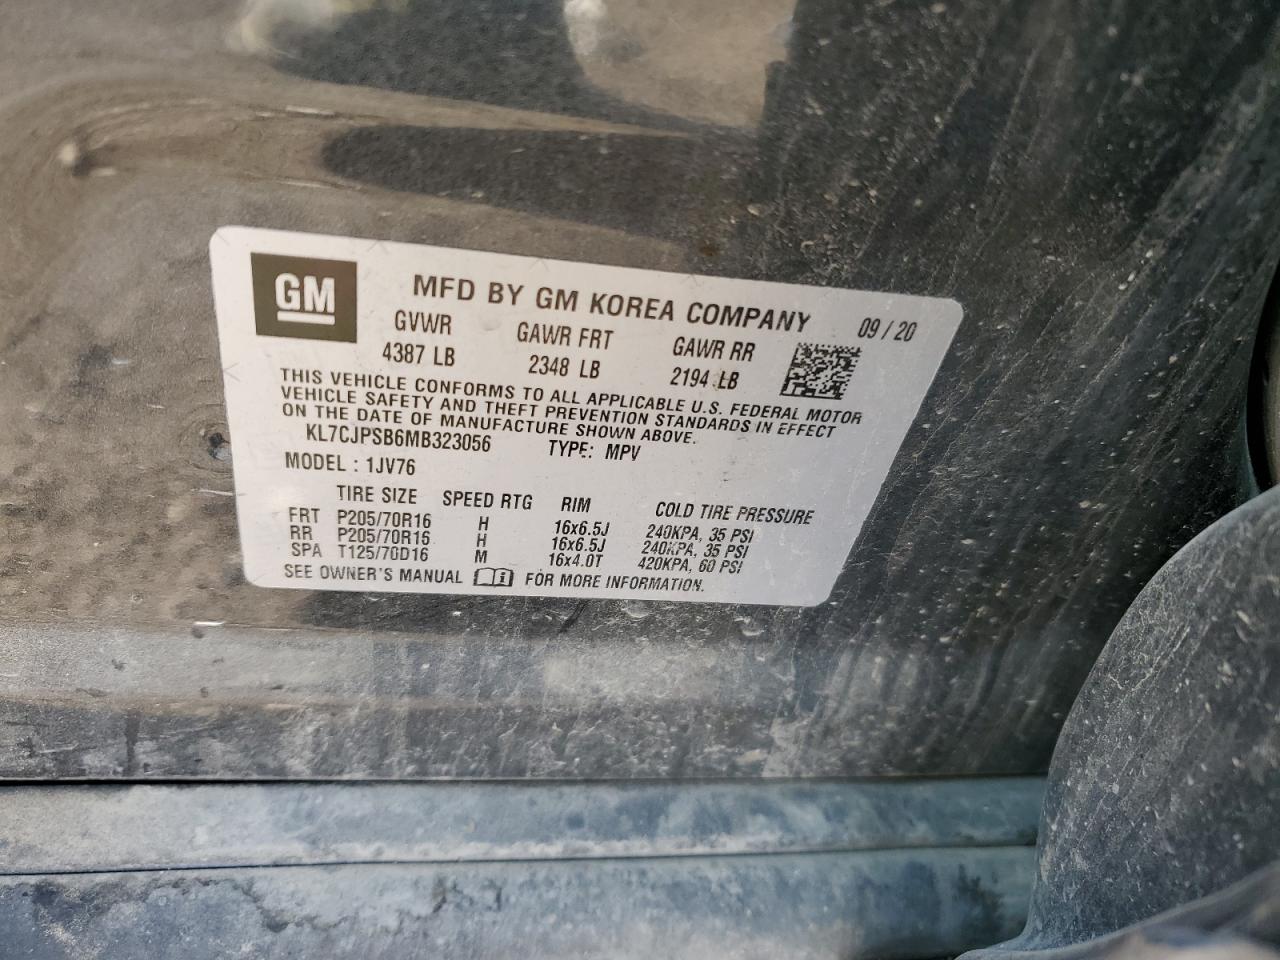 GM
MFD BY GM KOREA COMPANY 09/20
GVWR GAWR FRT GAWR RR
4387 LB 2348 LB 2194 LB
THIS VEHICLE CONFORMS TO ALL APPLICABLE U.S. FEDERAL MOTOR
VEHICLE SAFETY AND THEFT PREVENTION STANDARDS IN EFFECT
ON THE DATE OF MANUFACTURE SHOWN ABOVE.
KL7CJPSB6MB323056 TYPE: MPV
MODEL: 1JV76
TIRE SIZE SPEED RTG RIM COLD TIRE PRESSURE
FRT P205/70R16 H 16x6.5J 240KPA, 35 PSI
RR P205/70R16 H 16x6.5J 240KPA, 35 PSI
SPA T125/70D16 M 16x4.0T 420KPA, 60 PSI
SEE OWNER'S MANUAL FOR MORE INFORMATION.